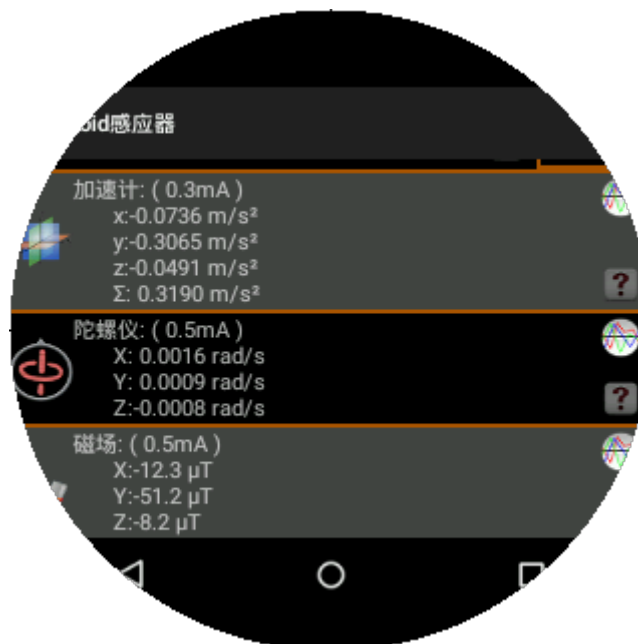 oid感应器
加速计: ( 0.3mA )
x:-0.0736 m/s²
y:-0.3065 m/s²
z:-0.0491 m/s²
Σ: 0.3190 m/s²
?
陀螺仪: ( 0.5mA )
X: 0.0016 rad/s
Y: 0.0009 rad/s
Z:-0.0008 rad/s
?
磁场: ( 0.5mA )
X:-12.3 μT
Y:-51.2 μT
Z:-8.2 μT